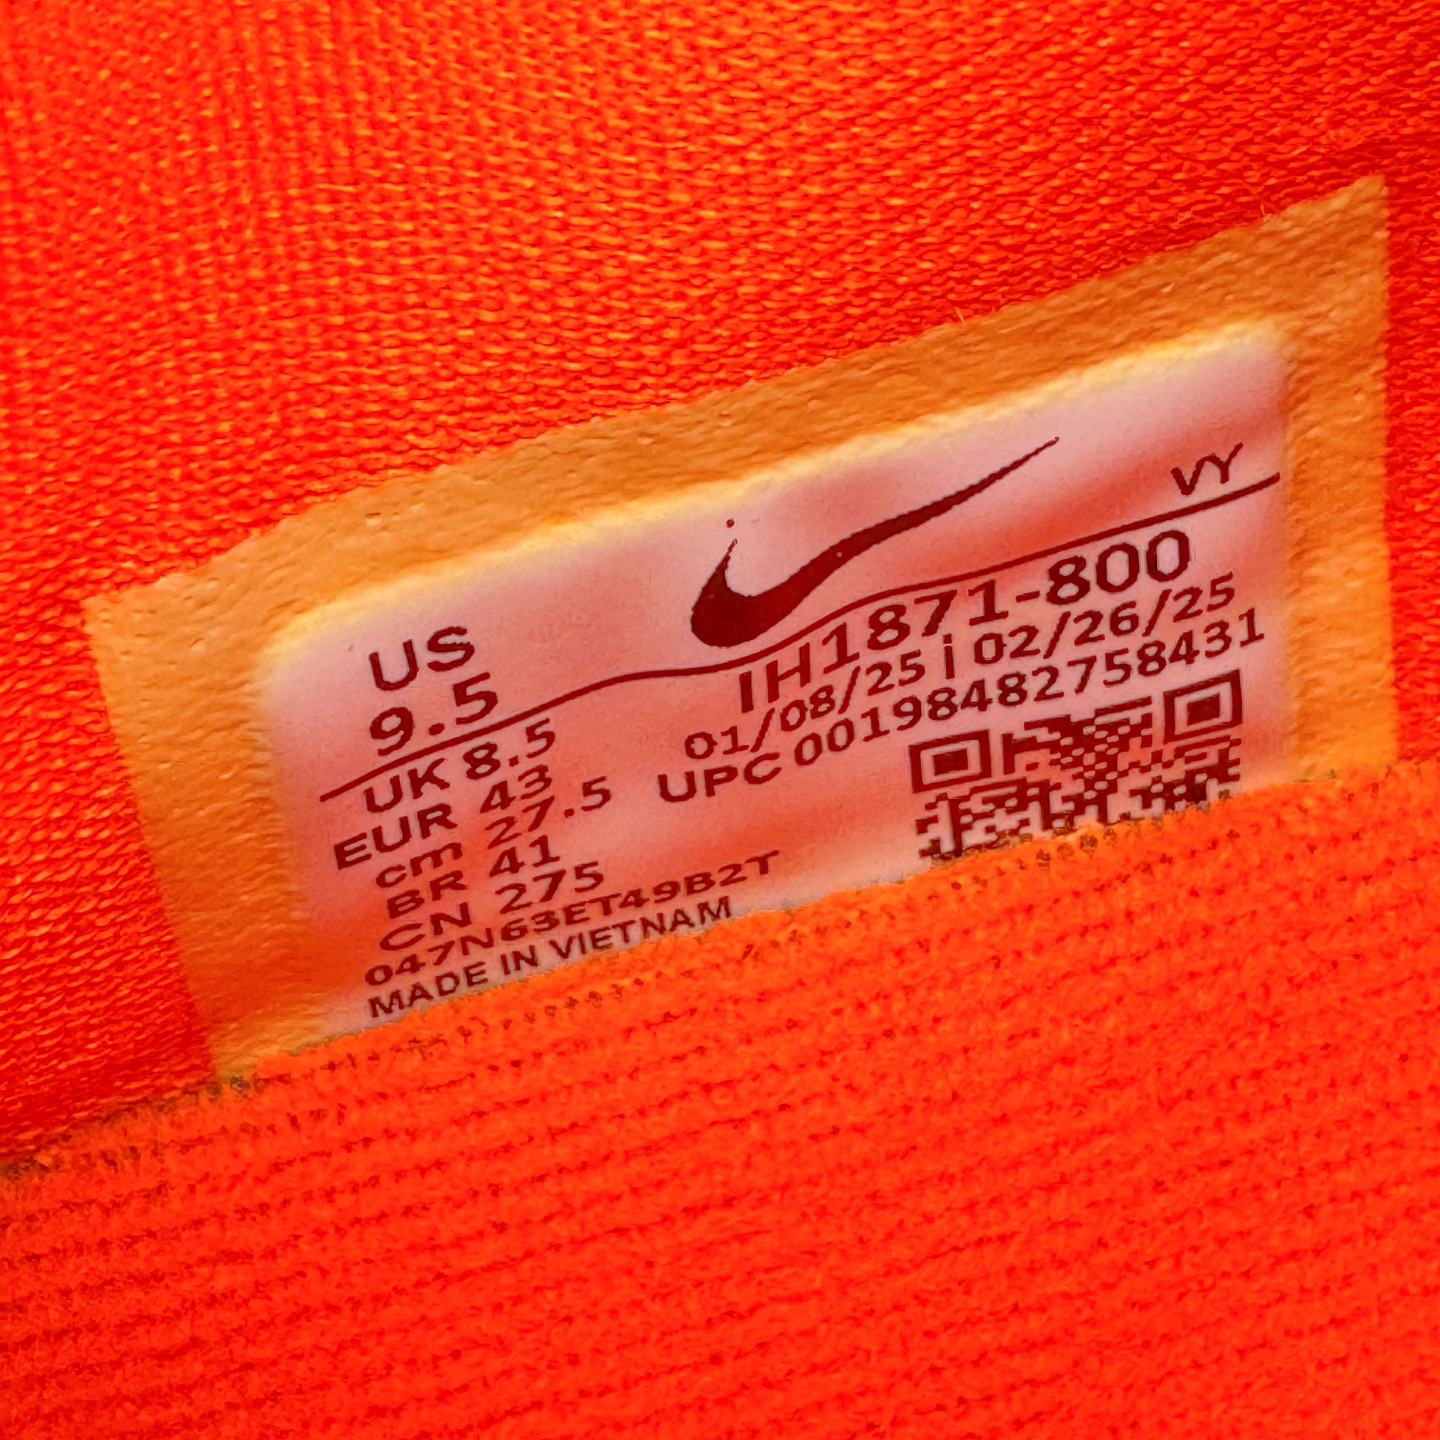 VY
US
9.5
UK 8.5
EUR 43
cm 27.5
BR 41
CN 275
047N63ET49B2T
MADE IN VIETNAM
IH1871-800
01/08/25 i 02/26/25
UPC 00198482758431